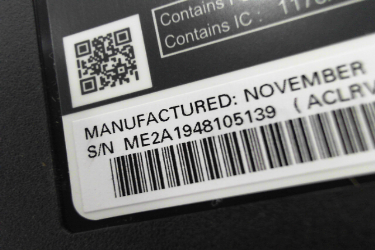 Contains
Contains IC :
MANUFACTURED: NOVEMBER
S/N ME2A1948105139 (ACLRV